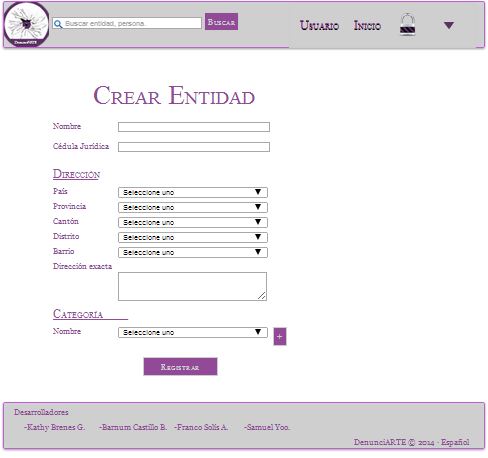 DenunciARTE
Buscar entidad, persona.
Buscar
Usuario Inicio
Crear Entidad
Nombre
Cédula Jurídica
Dirección
País Seleccione uno
Provincia Seleccione uno
Cantón Seleccione uno
Distrito Seleccione uno
Barrio Seleccione uno
Dirección exacta
Categoría
Nombre Seleccione uno +
Registrar
Desarrolladores
-Kathy Brenes G. -Barnum Castillo B. -Franco Solís A. -Samuel Yoo.
DenunciARTE © 2014 · Español